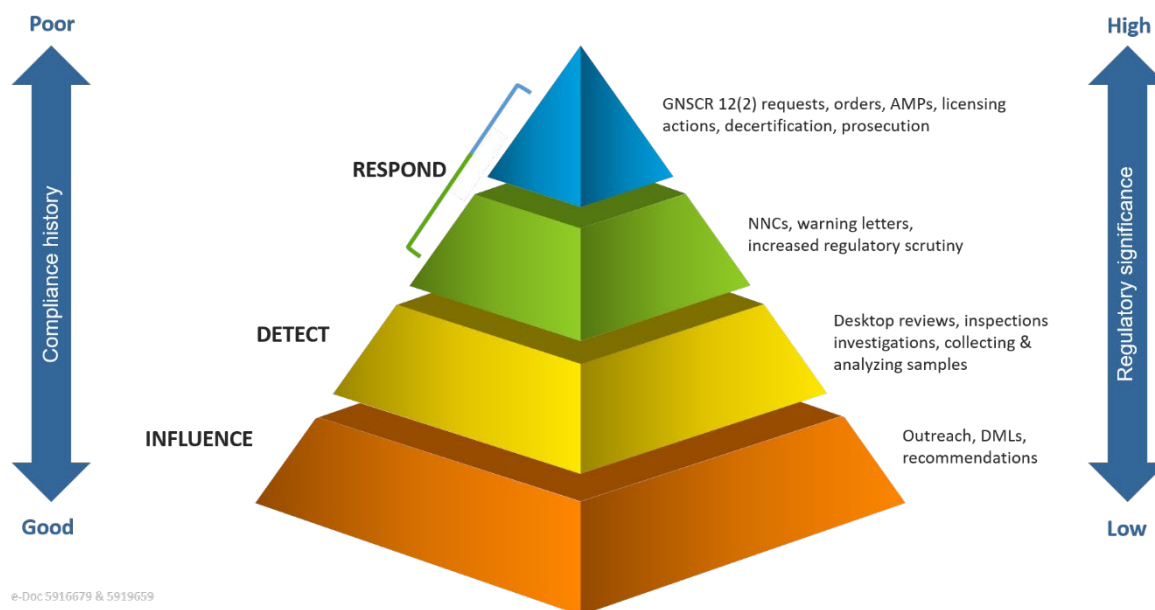 Poor
High
GNSCR 12(2) requests, orders, AMPs, licensing
actions, decertification, prosecution
RESPOND
NNCs, warning letters,
increased regulatory scrutiny
Compliance history
Regulatory significance
DETECT
Desktop reviews, inspections
investigations, collecting &
analyzing samples
INFLUENCE
Outreach, DMLs,
recommendations
Good
Low
e-Doc 5916679 & 5919659